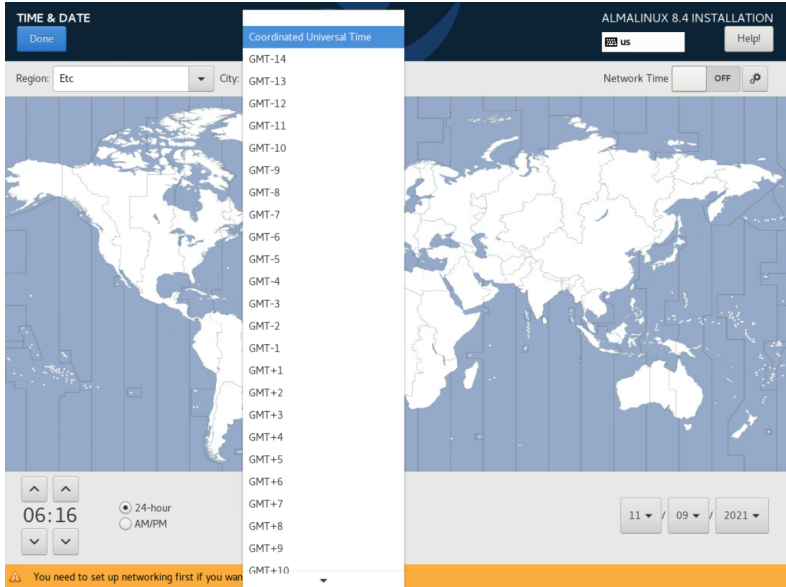 TIME & DATE
ALMALINUX 8.4 INSTALLATION
Done
us
Help!
Region:
Etc
City:
Network Time
OFF
Coordinated Universal Time
GMT-14
GMT-13
GMT-12
GMT-11
GMT-10
GMT-9
GMT-8
GMT-7
GMT-6
GMT-5
GMT-4
GMT-3
GMT-2
GMT-1
GMT+1
GMT+2
GMT+3
GMT+4
GMT+5
GMT+6
GMT+7
GMT+8
GMT+9
GMT+10
06:16
24-hour
AM/PM
11 / 09 / 2021
You need to set up networking first if you wan